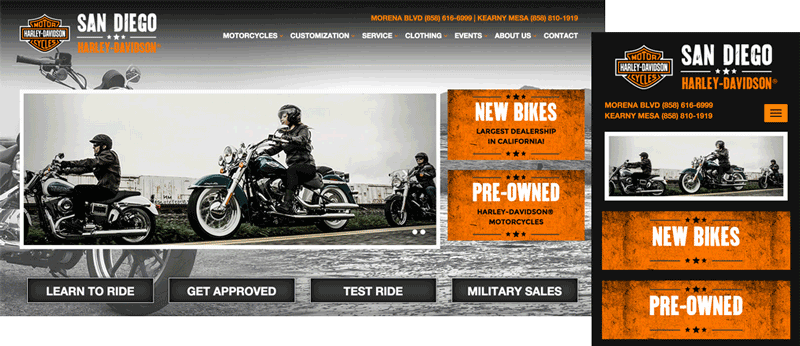 MOTOR
HARLEY-DAVIDSON
CYCLES
SAN DIEGO
HARLEY-DAVIDSON®
MORENA BLVD (858) 616-6999 | KEARNY MESA (858) 810-1919
MOTORCYCLES
CUSTOMIZATION
SERVICE
CLOTHING
EVENTS
ABOUT US
CONTACT
NEW BIKES
LARGEST DEALERSHIP
IN CALIFORNIA!
PRE-OWNED
HARLEY-DAVIDSON®
MOTORCYCLES
LEARN TO RIDE
GET APPROVED
TEST RIDE
MILITARY SALES
MOTOR
HARLEY-DAVIDSON
CYCLES
SAN DIEGO
HARLEY-DAVIDSON®
MORENA BLVD (858) 616-6999
KEARNY MESA (858) 810-1919
NEW BIKES
PRE-OWNED